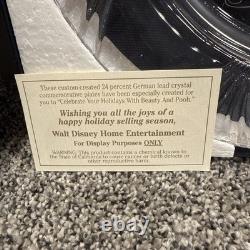 These custom-created 24 percent German lead crystal
commemorative plates have been especially created for
you to "Celebrate Your Holidays With Beauty And Pooh."
Wishing you all the joys of a
happy holiday selling season,
Walt Disney Home Entertainment
For Display Purposes ONLY
WARNING: This product contains a chemical known to
the State of California to cause cancer or birth defects or
other reproductive harm.